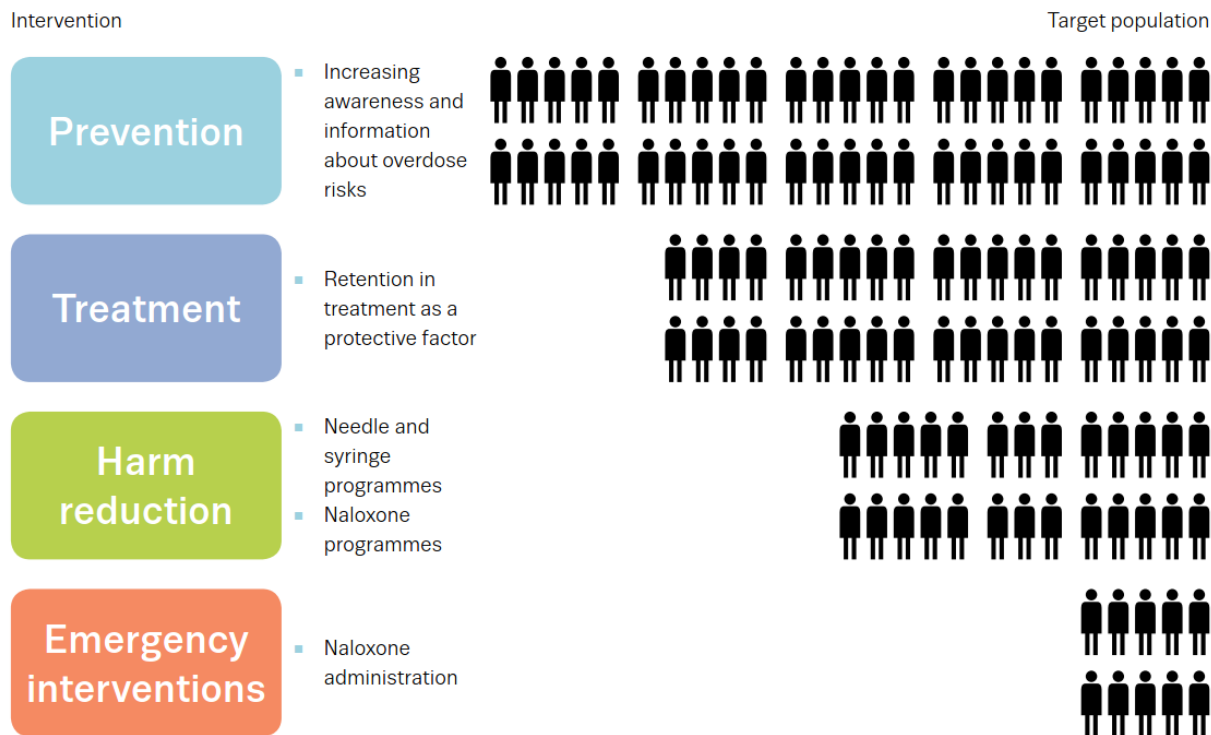 Intervention
Target population
Prevention
Increasing
awareness and
information
about overdose
risks
Treatment
Retention in
treatment as a
protective factor
Harm
reduction
Needle and
syringe
programmes
Naloxone
programmes
Emergency
interventions
Naloxone
administration